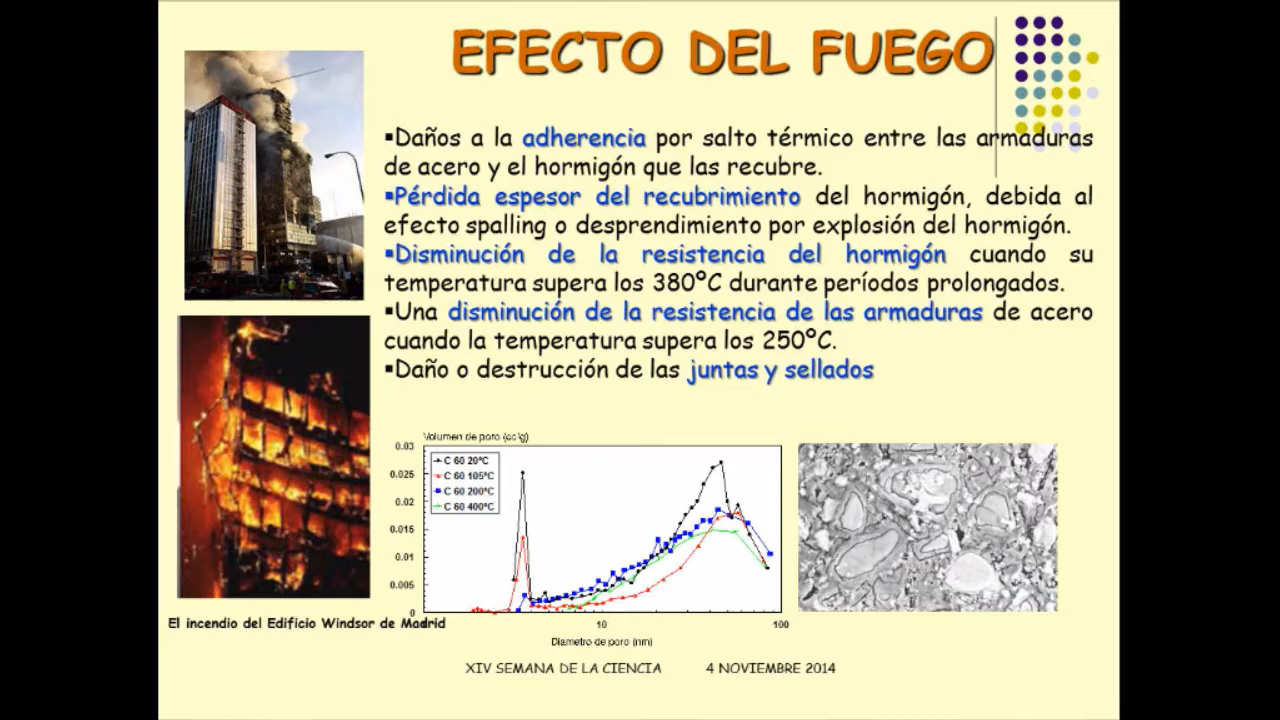 EFECTO DEL FUEGO
▪Daños a la adherencia por salto térmico entre las armaduras
de acero y el hormigón que las recubre.
▪Pérdida espesor del recubrimiento del hormigón, debida al
efecto spalling o desprendimiento por explosión del hormigón.
▪Disminución de la resistencia del hormigón cuando su
temperatura supera los 380ºC durante períodos prolongados.
▪Una disminución de la resistencia de las armaduras de acero
cuando la temperatura supera los 250ºC.
▪Daño o destrucción de las juntas y sellados
Volumen de poro (cc/g)
0.03
0.025
0.02
0.015
0.01
0.005
0
C 60 20ºC
C 60 105ºC
C 60 200ºC
C 60 400ºC
10 100
Diametro de poro (nm)
El incendio del Edificio Windsor de Madrid
XIV SEMANA DE LA CIENCIA 4 NOVIEMBRE 2014